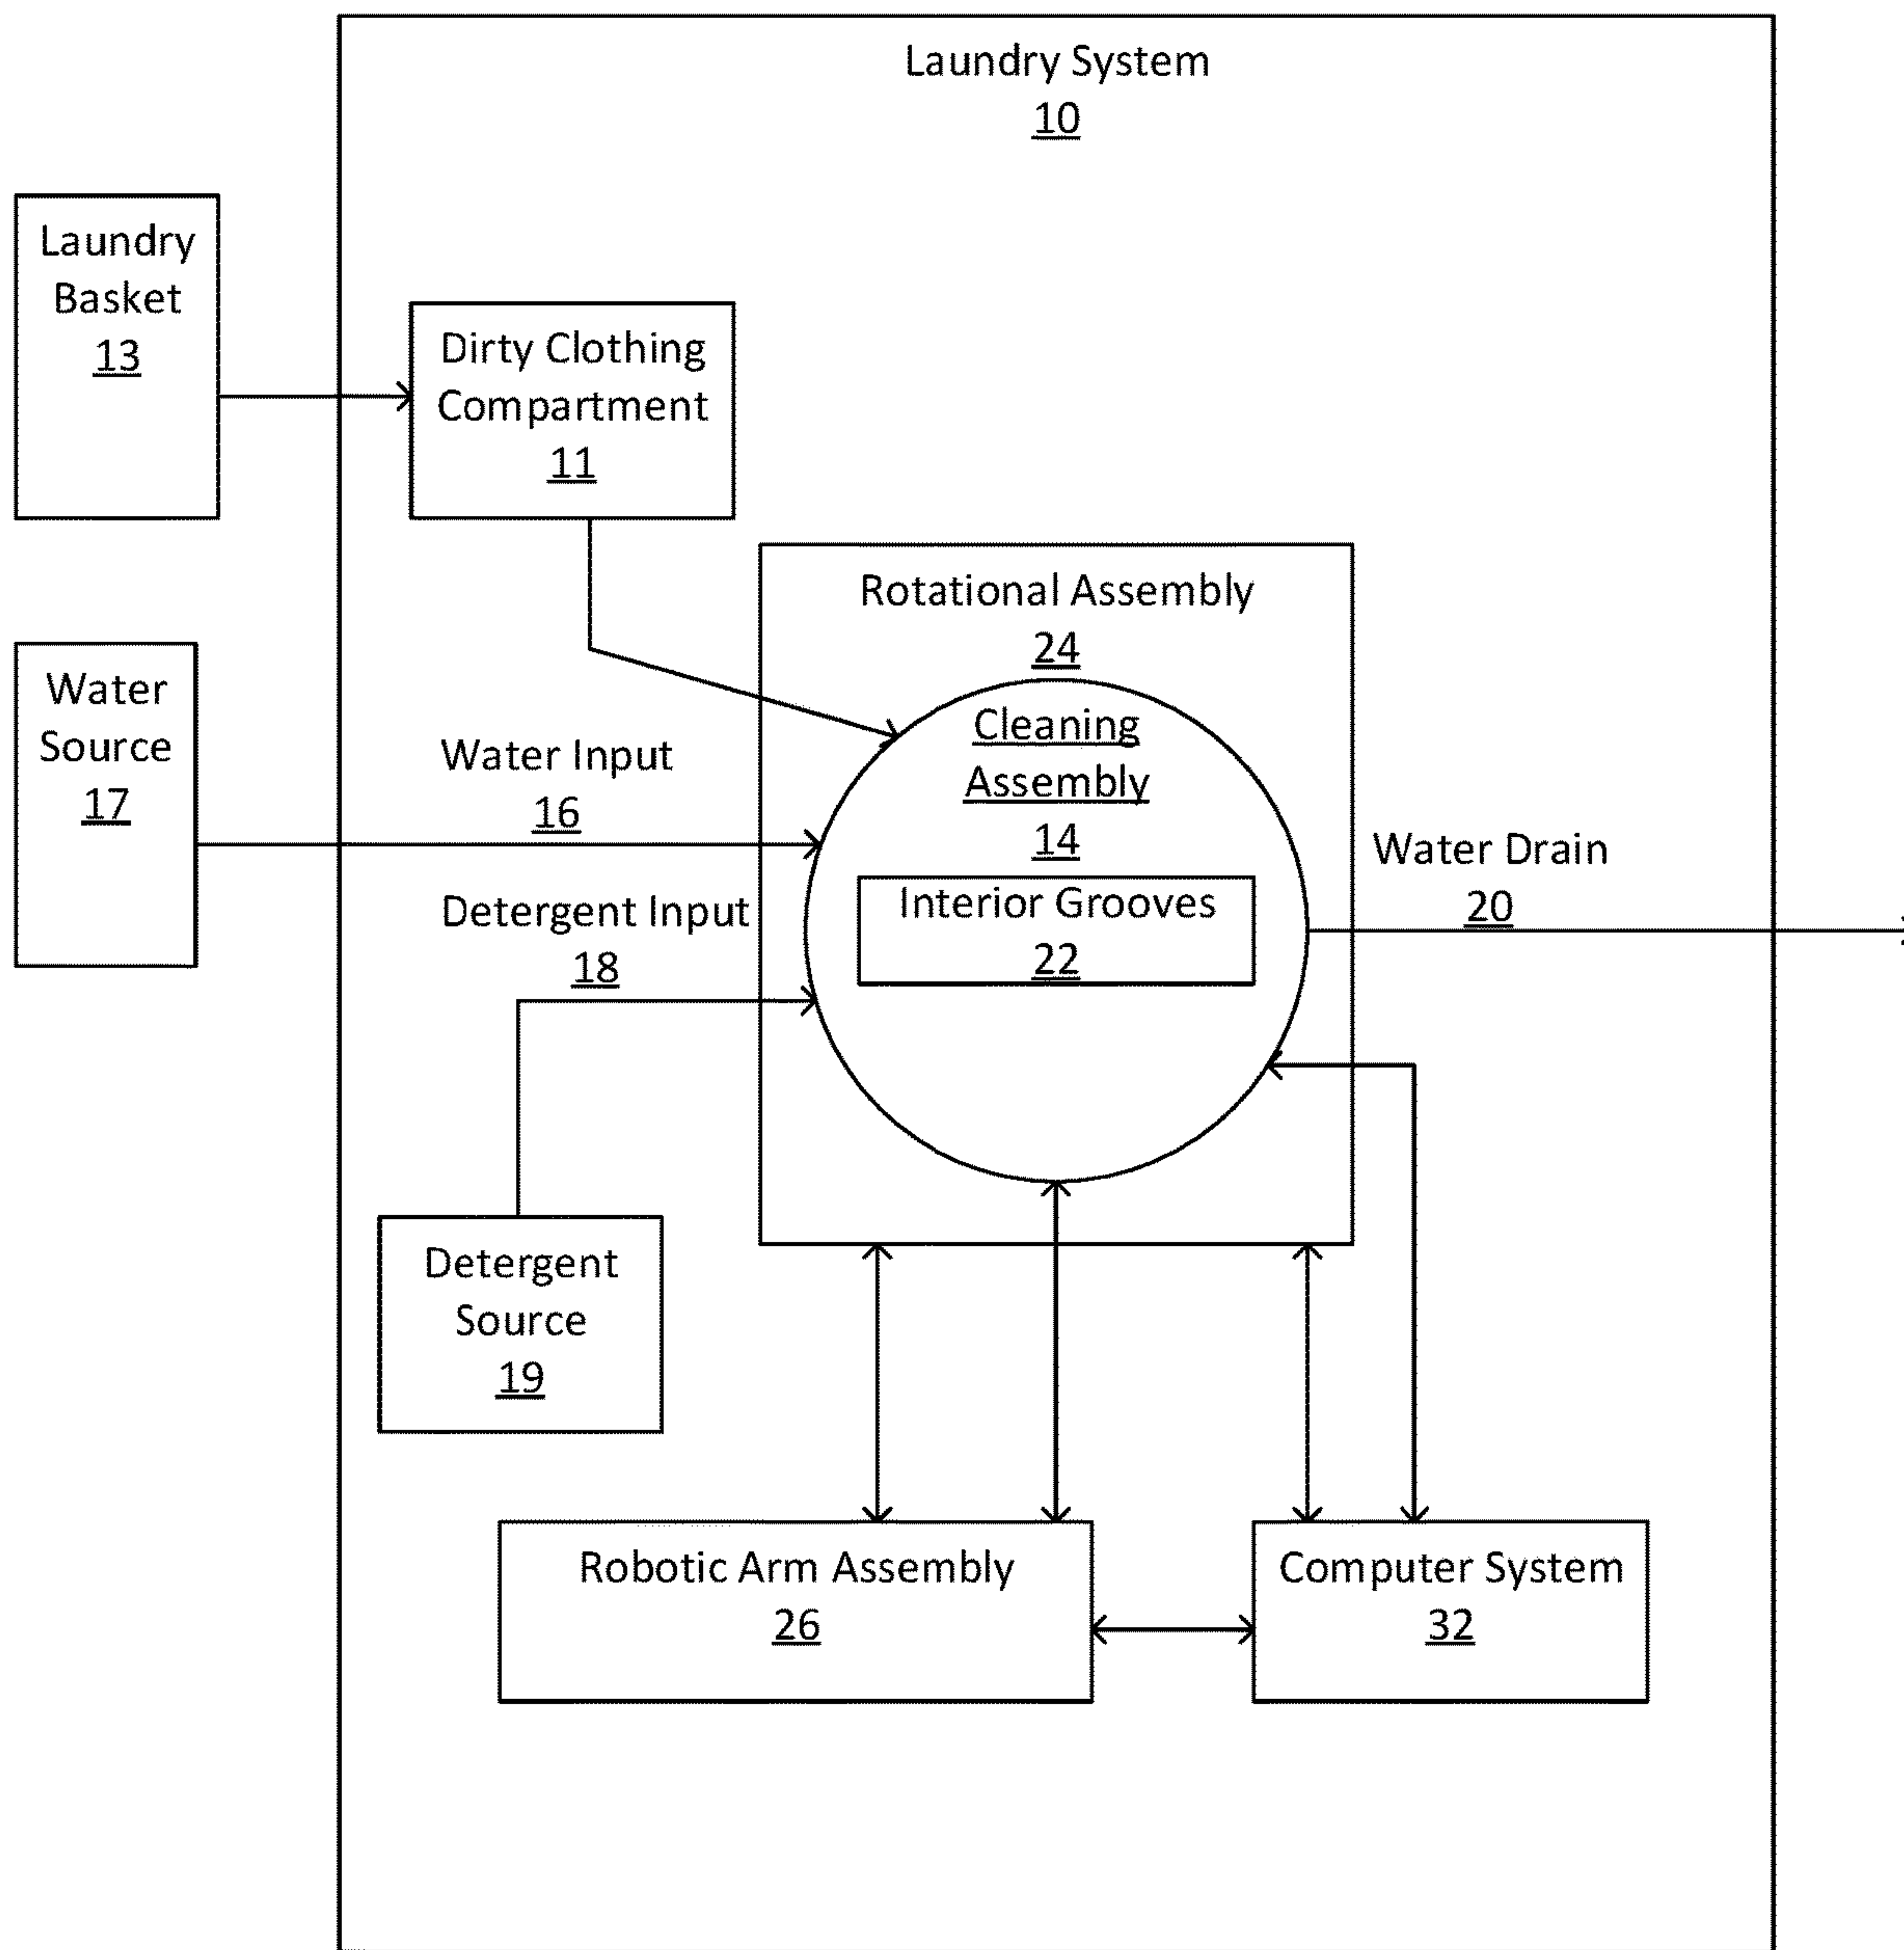 Laundry System
10
Laundry
Basket
13
Dirty Clothing
Compartment
11
Rotational Assembly
24
Water
Source
17
Water Input
16
Cleaning
Assembly
14
Water Drain
20
Detergent Input
18
Interior Grooves
22
Detergent
Source
19
Robotic Arm Assembly
26
Computer System
32